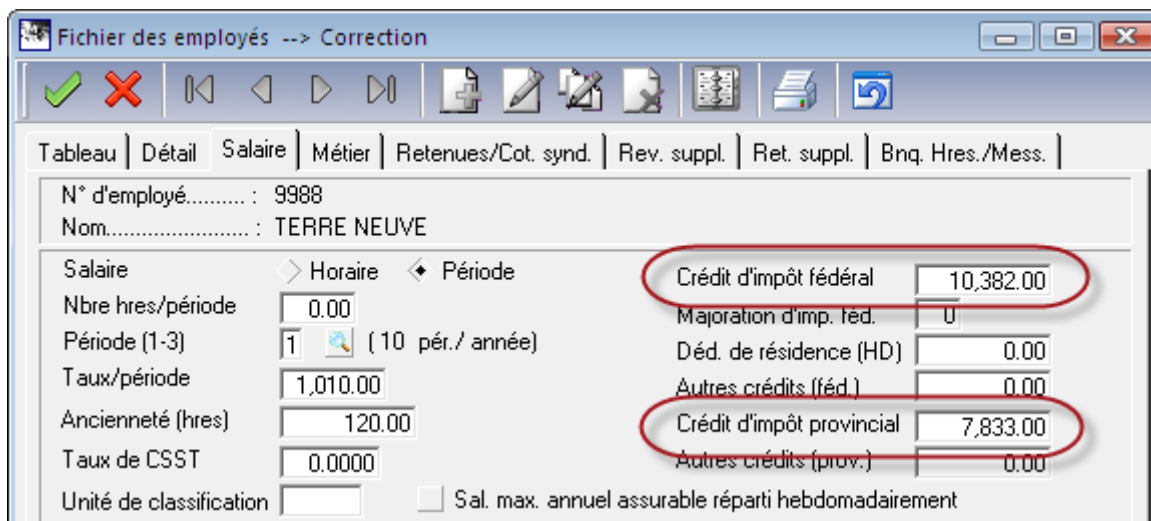 Fichier des employés --> Correction
Tableau Détail Salaire Métier Retenues/Cot. synd. Rev. suppl. Ret. suppl. Bnq. Hres./Mess.
N° d'employé.......... : 9988
Nom........................ : TERRE NEUVE
Salaire Horaire Période
Nbre hres/période 0.00
Période (1-3) 1 ( 10 pér./ année)
Taux/période 1,010.00
Ancienneté (hres) 120.00
Taux de CSST 0.0000
Unité de classification
Crédit d'impôt fédéral 10,382.00
Majoration d'imp. féd. 0
Déd. de résidence (HD) 0.00
Autres crédits (féd.) 0.00
Crédit d'impôt provincial 7,833.00
Autres crédits (prov.) 0.00
Sal. max. annuel assurable réparti hebdomadairement